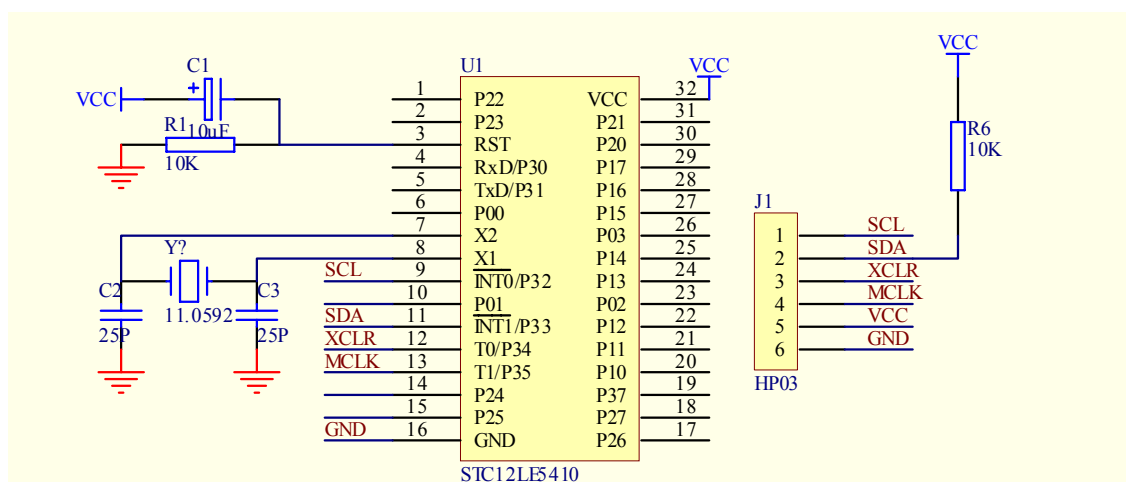 C1
VCC
R1
10uF
10K
Y?
C2
C3
11.0592
25P
25P
SCL
SDA
XCLR
MCLK
GND
U1
VCC
1 P22 VCC 32
2 P23 P21 31
3 RST P20 30
4 RxD/P30 P17 29
5 TxD/P31 P16 28
6 P00 P15 27
7 X2 P03 26
8 X1 P14 25
9 INT0/P32 P13 24
10 P01 P02 23
11 INT1/P33 P12 22
12 T0/P34 P11 21
13 T1/P35 P10 20
14 P24 P37 19
15 P25 P27 18
16 GND P26 17
STC12LE5410
VCC
R6
10K
J1
1 SCL
2 SDA
3 XCLR
4 MCLK
5 VCC
6 GND
HP03